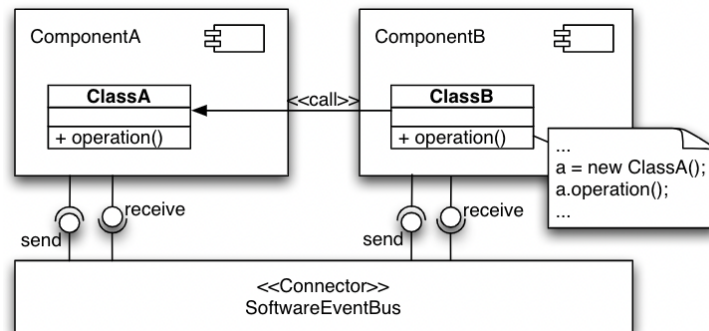 ComponentA
ClassA
+ operation()
<<call>>
ComponentB
ClassB
+ operation()
...
a = new ClassA();
a.operation();
...
send
receive
send
receive
<<Connector>>
SoftwareEventBus